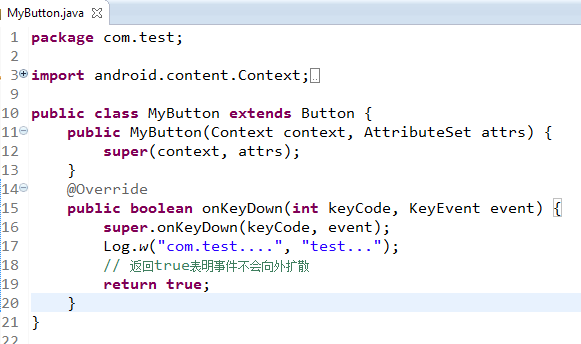 MyButton.java
1 package com.test;
2
3 import android.content.Context;
9
10 public class MyButton extends Button {
11 public MyButton(Context context, AttributeSet attrs) {
12 super(context, attrs);
13 }
14 @Override
15 public boolean onKeyDown(int keyCode, KeyEvent event) {
16 super.onKeyDown(keyCode, event);
17 Log.w("com.test....", "test...");
18 // 返回true表明事件不会向外扩散
19 return true;
20 }
21 }
22